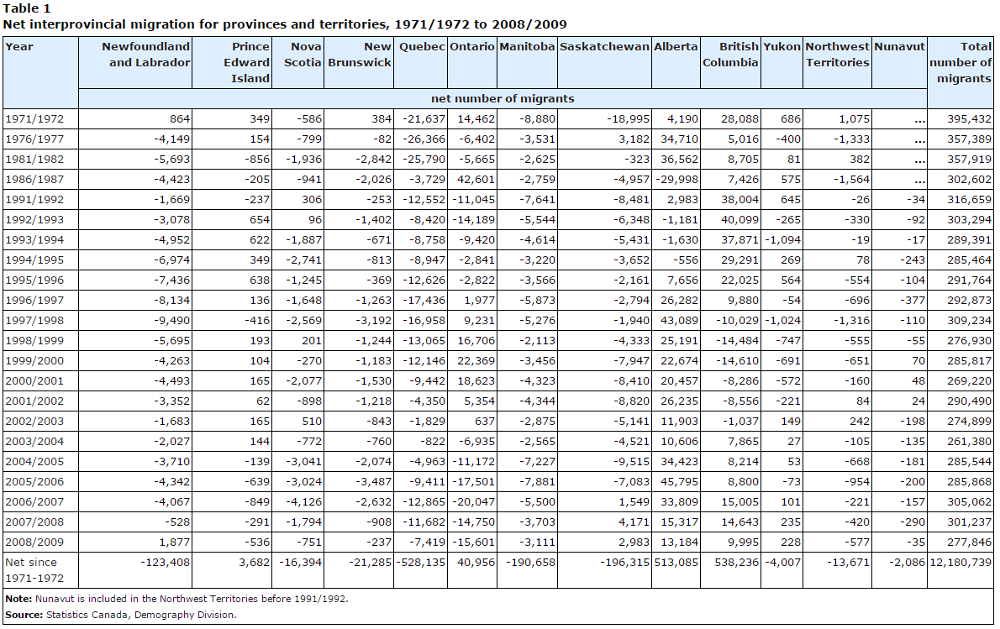 Table 1
Net interprovincial migration for provinces and territories, 1971/1972 to 2008/2009
Year Newfoundland and Labrador Prince Edward Island Nova Scotia New Brunswick Quebec Ontario Manitoba Saskatchewan Alberta British Columbia Yukon Northwest Territories Nunavut Total number of migrants
net number of migrants
1971/1972 864 349 -586 384 -21,637 14,462 -8,880 -18,995 4,190 28,088 686 1,075 ... 395,432
1976/1977 -4,149 154 -799 -82 -26,366 -6,402 -3,531 3,182 34,710 5,016 -400 -1,333 ... 357,389
1981/1982 -5,693 -856 -1,936 -2,842 -25,790 -5,665 -2,625 -323 36,562 8,705 81 382 ... 357,919
1986/1987 -4,423 -205 -941 -2,026 -3,729 42,601 -2,759 -4,957 -29,998 7,426 575 -1,564 ... 302,602
1991/1992 -1,669 -237 306 -253 -12,552 -11,045 -7,641 -8,481 2,983 38,004 645 -26 -34 316,659
1992/1993 -3,078 654 96 -1,402 -8,420 -14,189 -5,544 -6,348 -1,181 40,099 -265 -330 -92 303,294
1993/1994 -4,952 622 -1,887 -671 -8,758 -9,420 -4,614 -5,431 -1,630 37,871 -1,094 -19 -17 289,391
1994/1995 -6,974 349 -2,741 -813 -8,947 -2,841 -3,220 -3,652 -556 29,291 269 78 -243 285,464
1995/1996 -7,436 638 -1,245 -369 -12,626 -2,822 -3,566 -2,161 7,656 22,025 564 -554 -104 291,764
1996/1997 -8,134 136 -1,648 -1,263 -17,436 1,977 -5,873 -2,794 26,282 9,880 -54 -696 -377 292,873
1997/1998 -9,490 -416 -2,569 -3,192 -16,958 9,231 -5,276 -1,940 43,089 -10,029 -1,024 -1,316 -110 309,234
1998/1999 -5,695 193 201 -1,244 -13,065 16,706 -2,113 -4,333 25,191 -14,484 -747 -555 -55 276,930
1999/2000 -4,263 104 -270 -1,183 -12,146 22,369 -3,456 -7,947 22,674 -14,610 -691 -651 70 285,817
2000/2001 -4,493 165 -2,077 -1,530 -9,442 18,623 -4,323 -8,410 20,457 -8,286 -572 -160 48 269,220
2001/2002 -3,352 62 -898 -1,218 -4,350 5,354 -4,344 -8,820 26,235 -8,556 -221 84 24 290,490
2002/2003 -1,683 165 510 -843 -1,829 637 -2,875 -5,141 11,903 -1,037 149 242 -198 274,899
2003/2004 -2,027 144 -772 -760 -822 -6,935 -2,565 -4,521 10,606 7,865 27 -105 -135 261,380
2004/2005 -3,710 -139 -3,041 -2,074 -4,963 -11,172 -7,227 -9,515 34,423 8,214 53 -668 -181 285,544
2005/2006 -4,342 -639 -3,024 -3,487 -9,411 -17,501 -7,881 -7,083 45,795 8,800 -73 -954 -200 285,868
2006/2007 -4,067 -849 -4,126 -2,632 -12,865 -20,047 -5,500 1,549 33,809 15,005 101 -221 -157 305,062
2007/2008 -528 -291 -1,794 -908 -11,682 -14,750 -3,703 4,171 15,317 14,643 235 -420 -290 301,237
2008/2009 1,877 -536 -751 -237 -7,419 -15,601 -3,111 2,983 13,184 9,995 228 -577 -35 277,846
Net since 1971-1972 -123,408 3,682 -16,394 -21,285 -528,135 40,956 -190,658 -196,315 513,085 538,236 -4,007 -13,671 -2,086 12,180,739
Note: Nunavut is included in the Northwest Territories before 1991/1992.
Source: Statistics Canada, Demography Division.